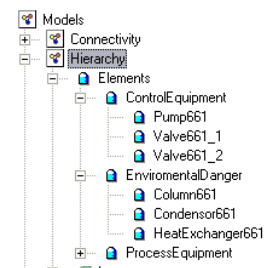 Models
Connectivity
Hierarchy
Elements
ControlEquipment
Pump661
Valve661_1
Valve661_2
EnviromentalDanger
Column661
Condensor661
HeatExchanger661
ProcessEquipment